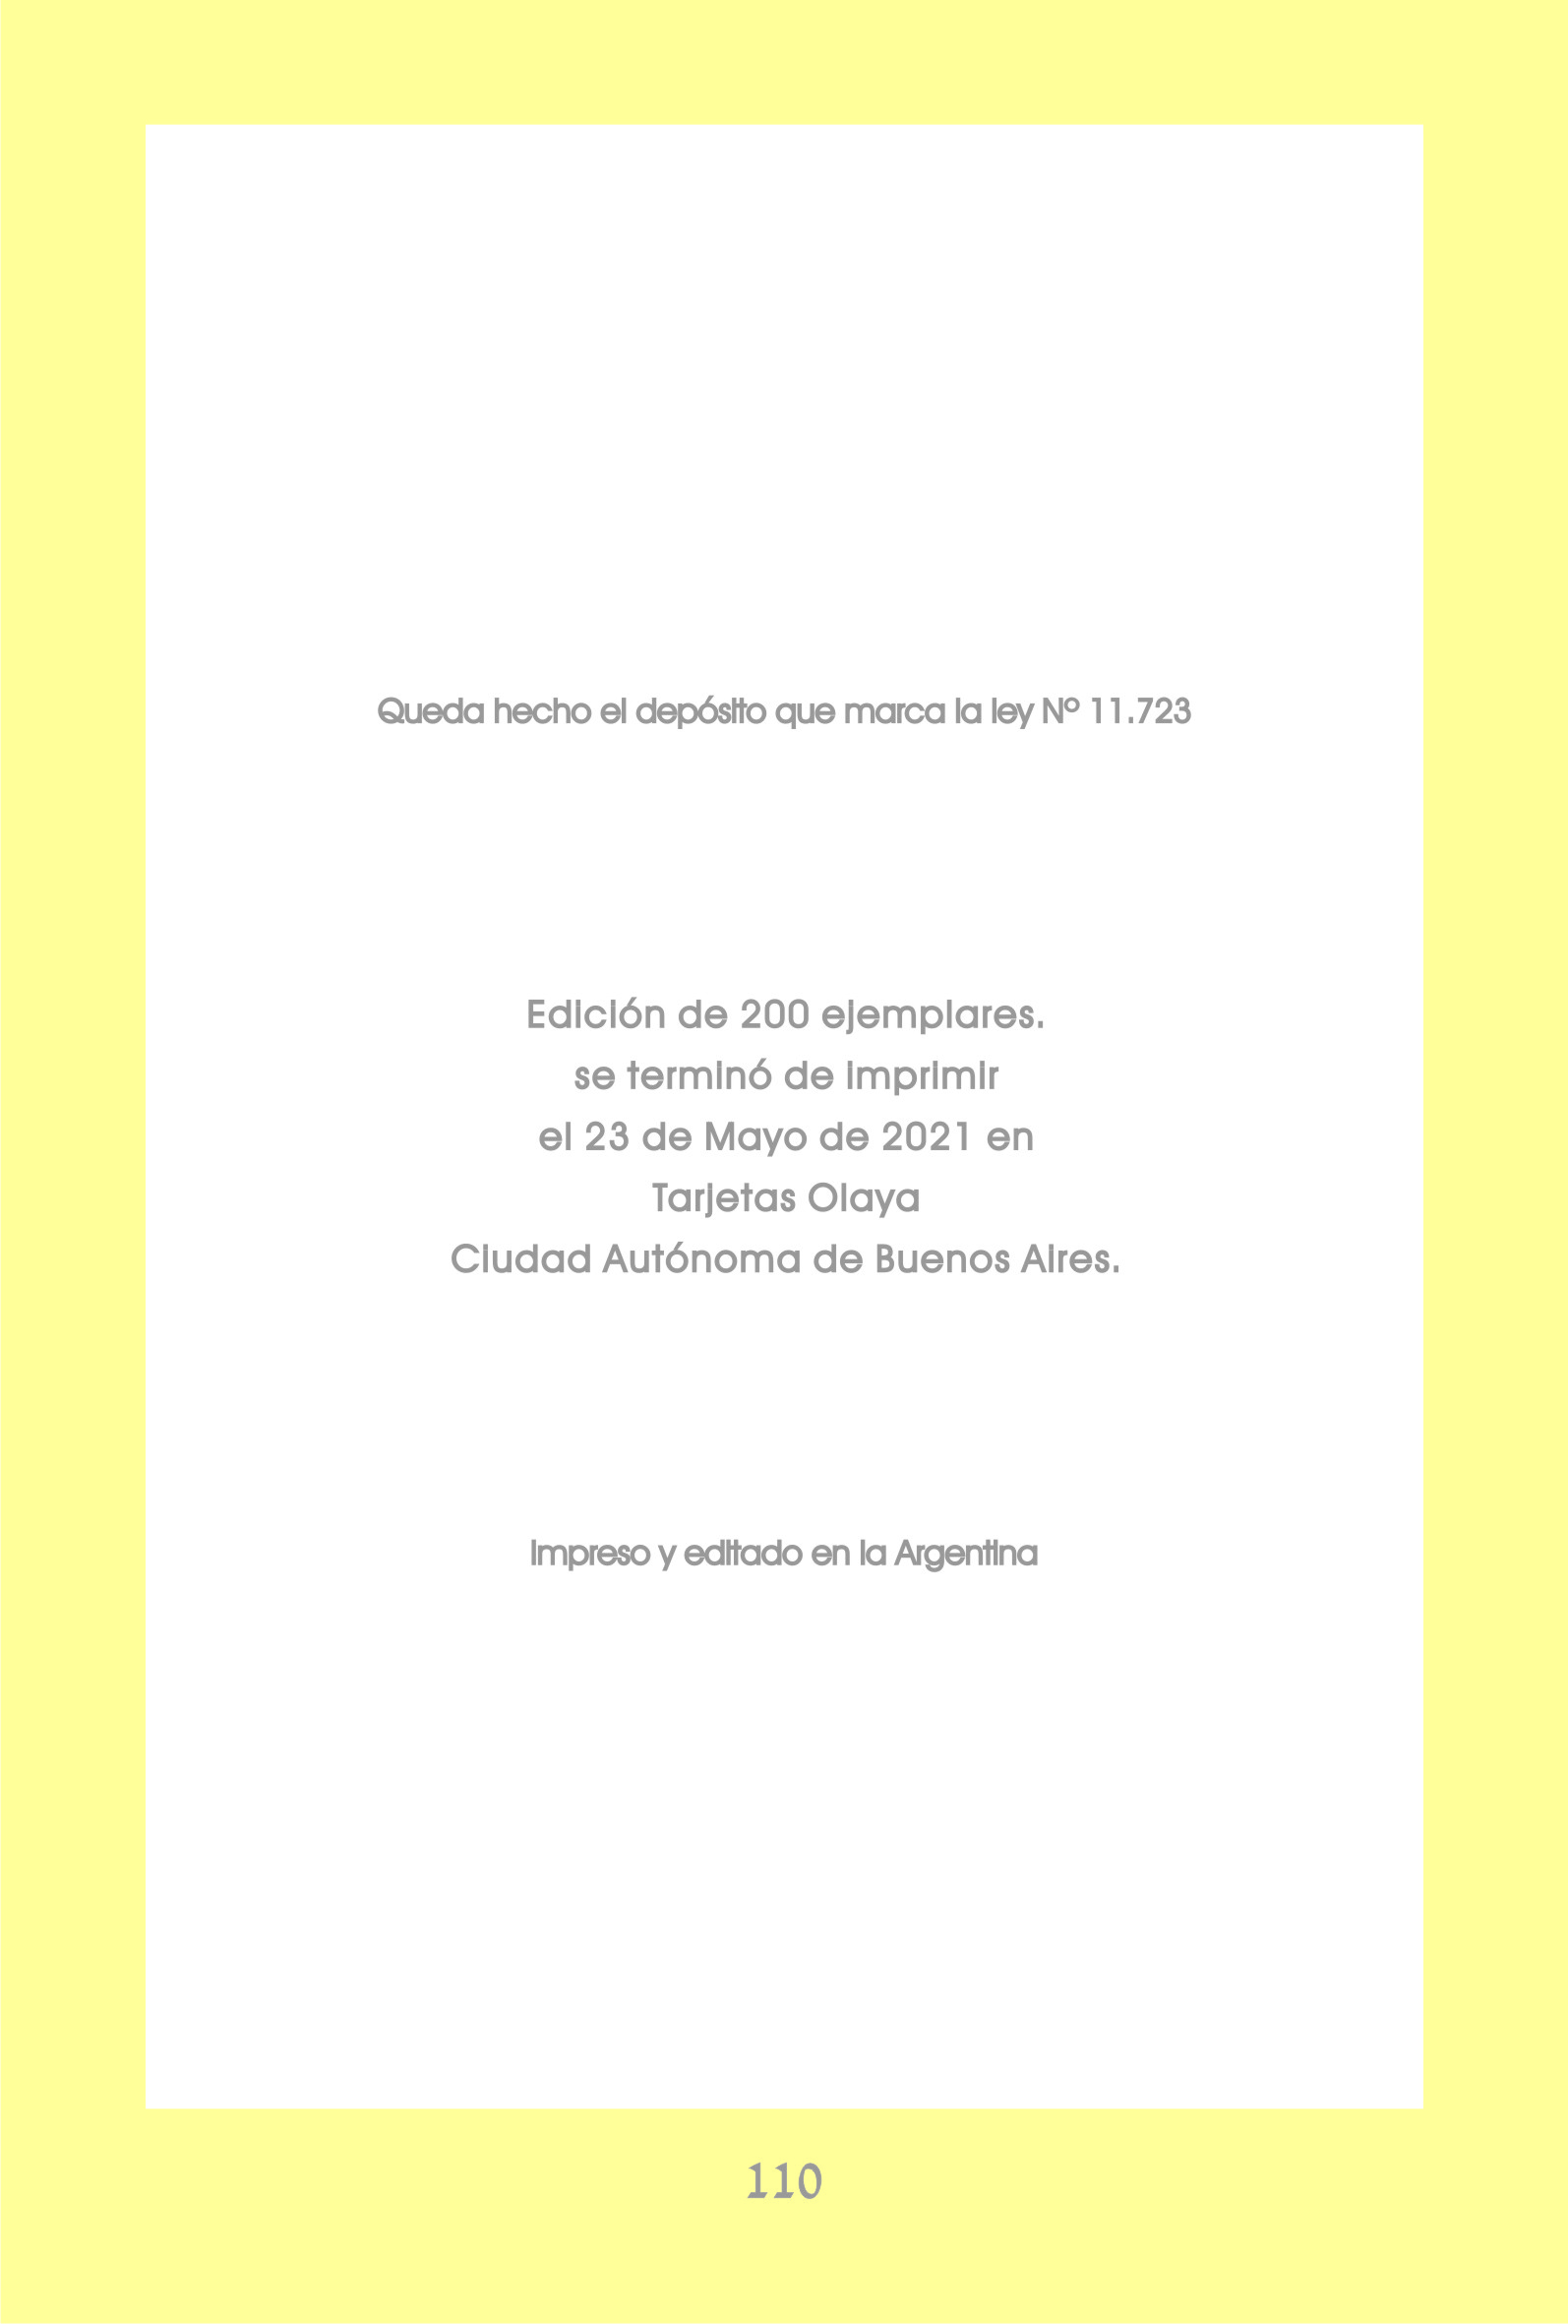 Queda hecho el depósito que marca la ley Nº 11.723
Edición de 200 ejemplares.
se terminó de imprimir
el 23 de Mayo de 2021 en
Tarjetas Olaya
Ciudad Autónoma de Buenos Aires.
Impreso y editado en la Argentina
110